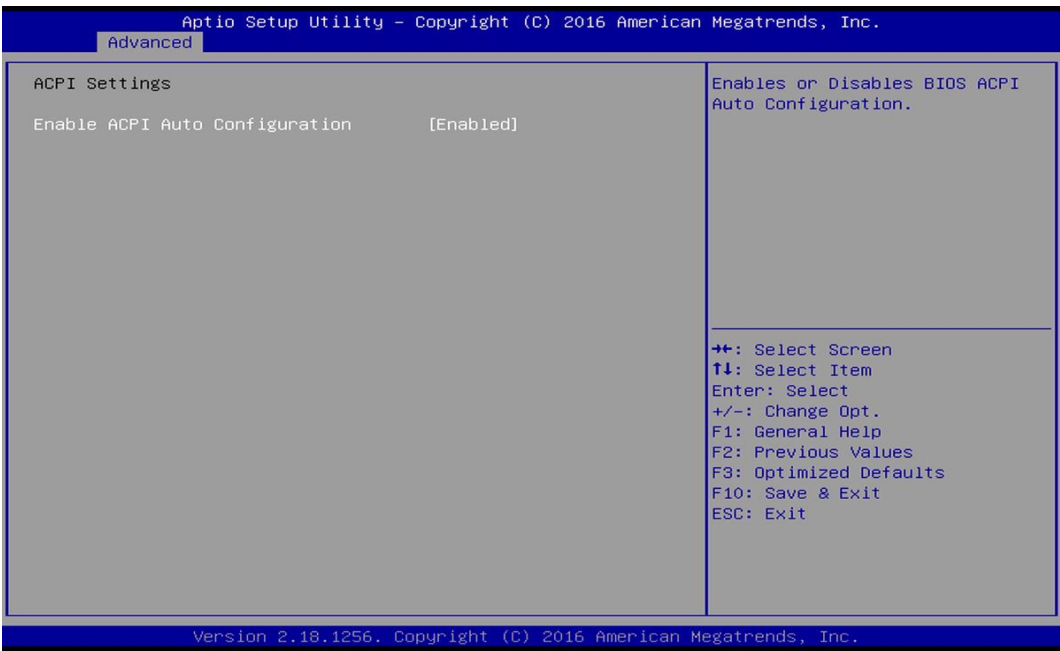 Aptio Setup Utility – Copyright (C) 2016 American Megatrends, Inc.
Advanced
ACPI Settings
Enable ACPI Auto Configuration [Enabled]
Enables or Disables BIOS ACPI
Auto Configuration.
→←: Select Screen
↑↓: Select Item
Enter: Select
+/-: Change Opt.
F1: General Help
F2: Previous Values
F3: Optimized Defaults
F10: Save & Exit
ESC: Exit
Version 2.18.1256. Copyright (C) 2016 American Megatrends, Inc.